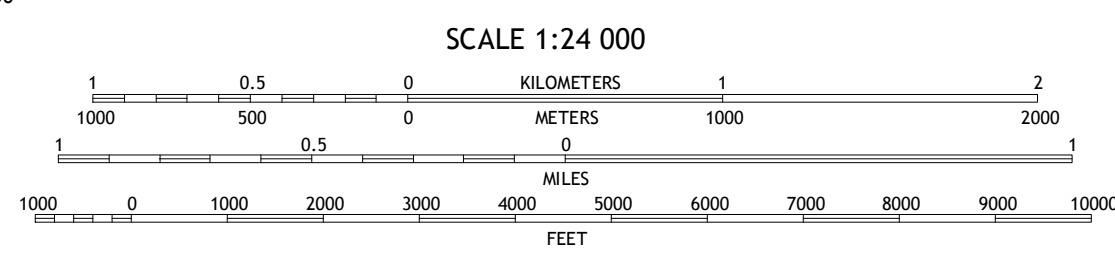 SCALE 1:24 000
1 0.5 0 KILOMETERS 1 2
1000 500 0 METERS 1000 2000
1 0.5 0 1
MILES
1000 0 1000 2000 3000 4000 5000 6000 7000 8000 9000 10000
FEET